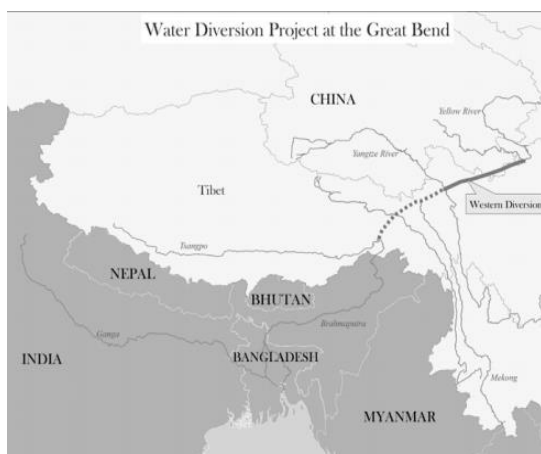 Water Diversion Project at the Great Bend
CHINA
Yellow River
Yangtze River
Tibet
Western Diversion
Tsangpo
NEPAL
BHUTAN
Ganga
Brahmaputra
INDIA
BANGLADESH
Mekong
MYANMAR